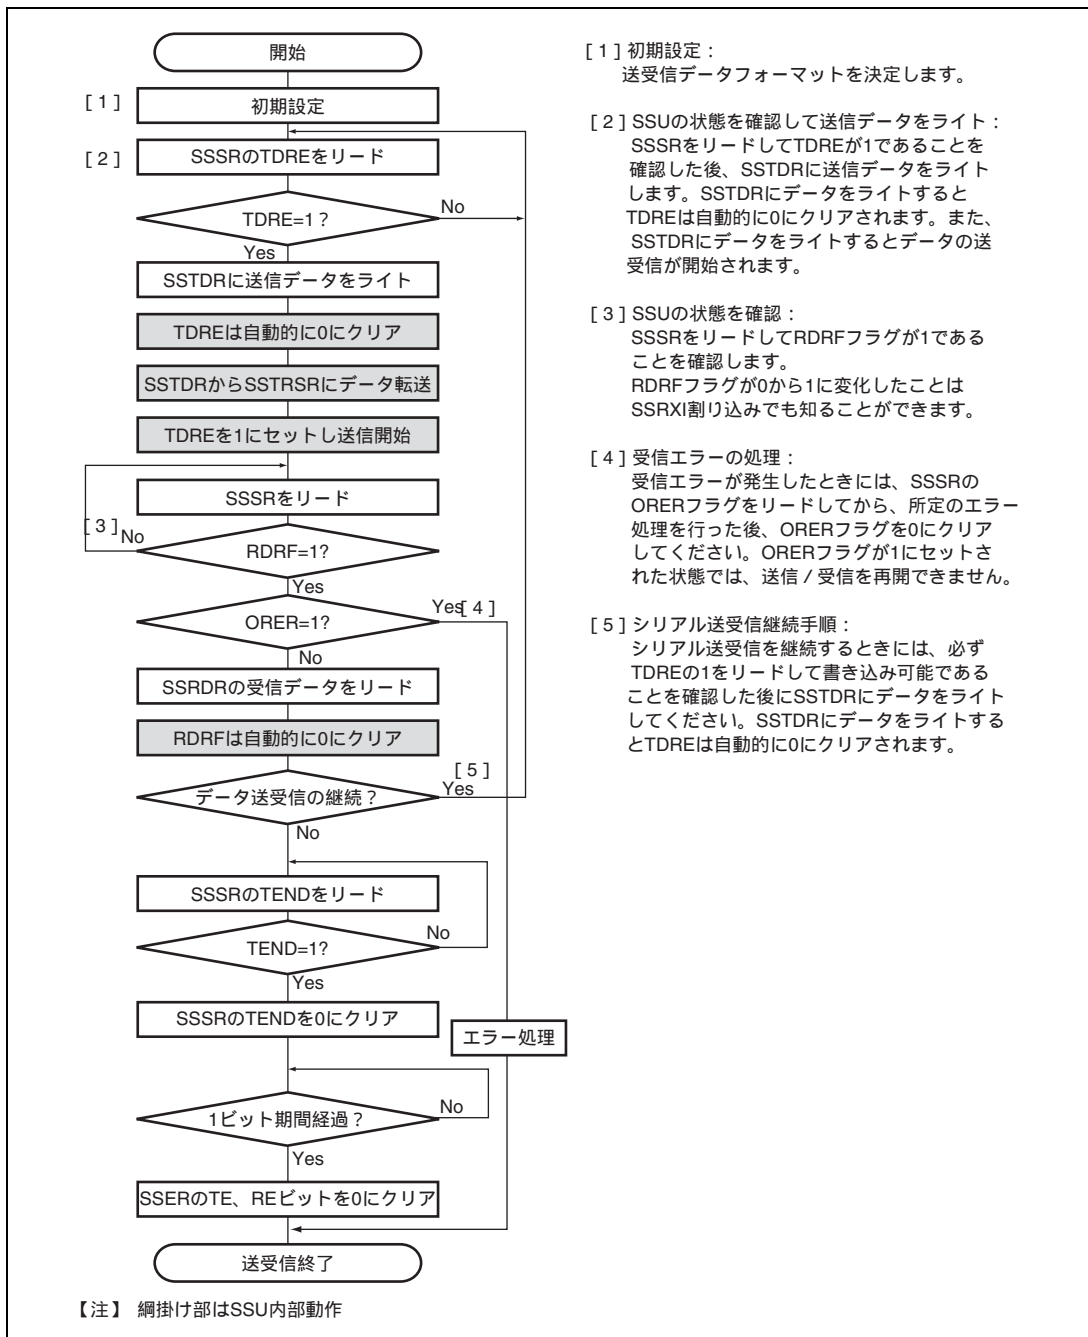 開始
[ 1 ]
初期設定
[ 2 ]
SSSRのTDREをリード
TDRE=1 ?
No
Yes
SSTDRに送信データをライト
TDREは自動的に0にクリア
SSTDRからSSTRSRにデータ転送
TDREを1にセットし送信開始
SSSRをリード
[ 3 ]
No
RDRF=1?
Yes
Yes
[ 4 ]
ORER=1?
No
SSRDRの受信データをリード
RDRFは自動的に0にクリア
[ 5 ]
データ送受信の継続？
Yes
No
SSSRのTENDをリード
TEND=1?
No
Yes
SSSRのTENDを0にクリア
エラー処理
1ビット期間経過？
No
Yes
SSERのTE、REビットを0にクリア
送受信終了
【注】 綱掛け部はSSU内部動作
[ 1 ] 初期設定：
送受信データフォーマットを決定します。
[ 2 ] SSUの状態を確認して送信データをライト：
SSSRをリードしてTDREが1であることを
確認した後、SSTDRに送信データをライト
します。SSTDRにデータをライトすると
TDREは自動的に0にクリアされます。また、
SSTDRにデータをライトするとデータの送
受信が開始されます。
[ 3 ] SSUの状態を確認：
SSSRをリードしてRDRFフラグが1である
ことを確認します。
RDRFフラグが0から1に変化したことは
SSRXI割り込みでも知ることができます。
[ 4 ] 受信エラーの処理：
受信エラーが発生したときには、SSSRの
ORERフラグをリードしてから、所定のエラー
処理を行った後、ORERフラグを0にクリア
してください。ORERフラグが1にセットさ
れた状態では、送信 / 受信を再開できません。
[ 5 ] シリアル送受信継続手順：
シリアル送受信を継続するときには、必ず
TDREの1をリードして書き込み可能である
ことを確認した後にSSTDRにデータをライト
してください。SSTDRにデータをライトする
とTDREは自動的に0にクリアされます。